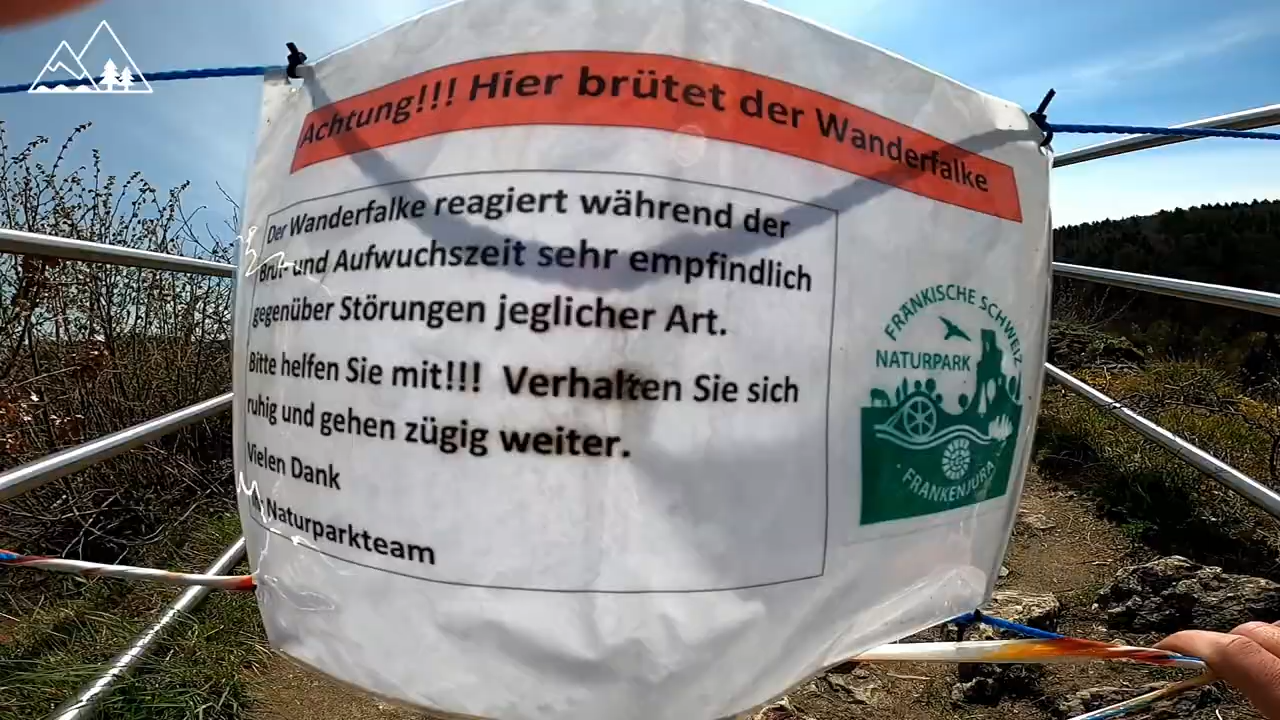 Achtung!!! Hier brütet der Wanderfalke
Der Wanderfalke reagiert während der
Brut- und Aufwuchszeit sehr empfindlich
gegenüber Störungen jeglicher Art.
Bitte helfen Sie mit!!! Verhalten Sie sich
ruhig und gehen zügig weiter.
Vielen Dank
Naturparkteam
FRÄNKISCHE SCHWEIZ
NATURPARK
· FRANKENJURA ·